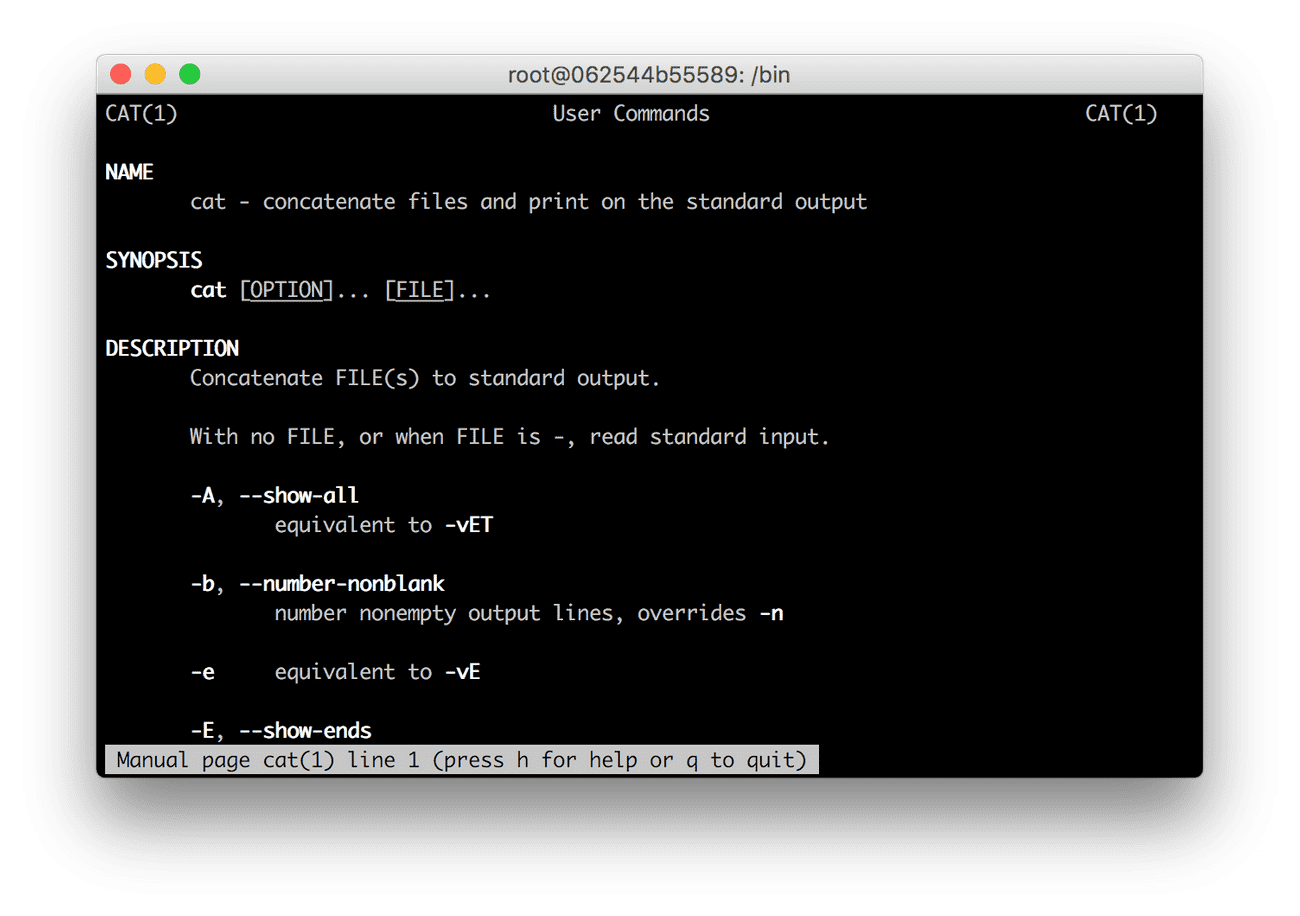 root@062544b55589: /bin
CAT(1) User Commands CAT(1)
NAME
cat - concatenate files and print on the standard output
SYNOPSIS
cat [OPTION]... [FILE]...
DESCRIPTION
Concatenate FILE(s) to standard output.
With no FILE, or when FILE is -, read standard input.
-A, --show-all
equivalent to -vET
-b, --number-nonblank
number nonempty output lines, overrides -n
-e equivalent to -vE
-E, --show-ends
Manual page cat(1) line 1 (press h for help or q to quit)